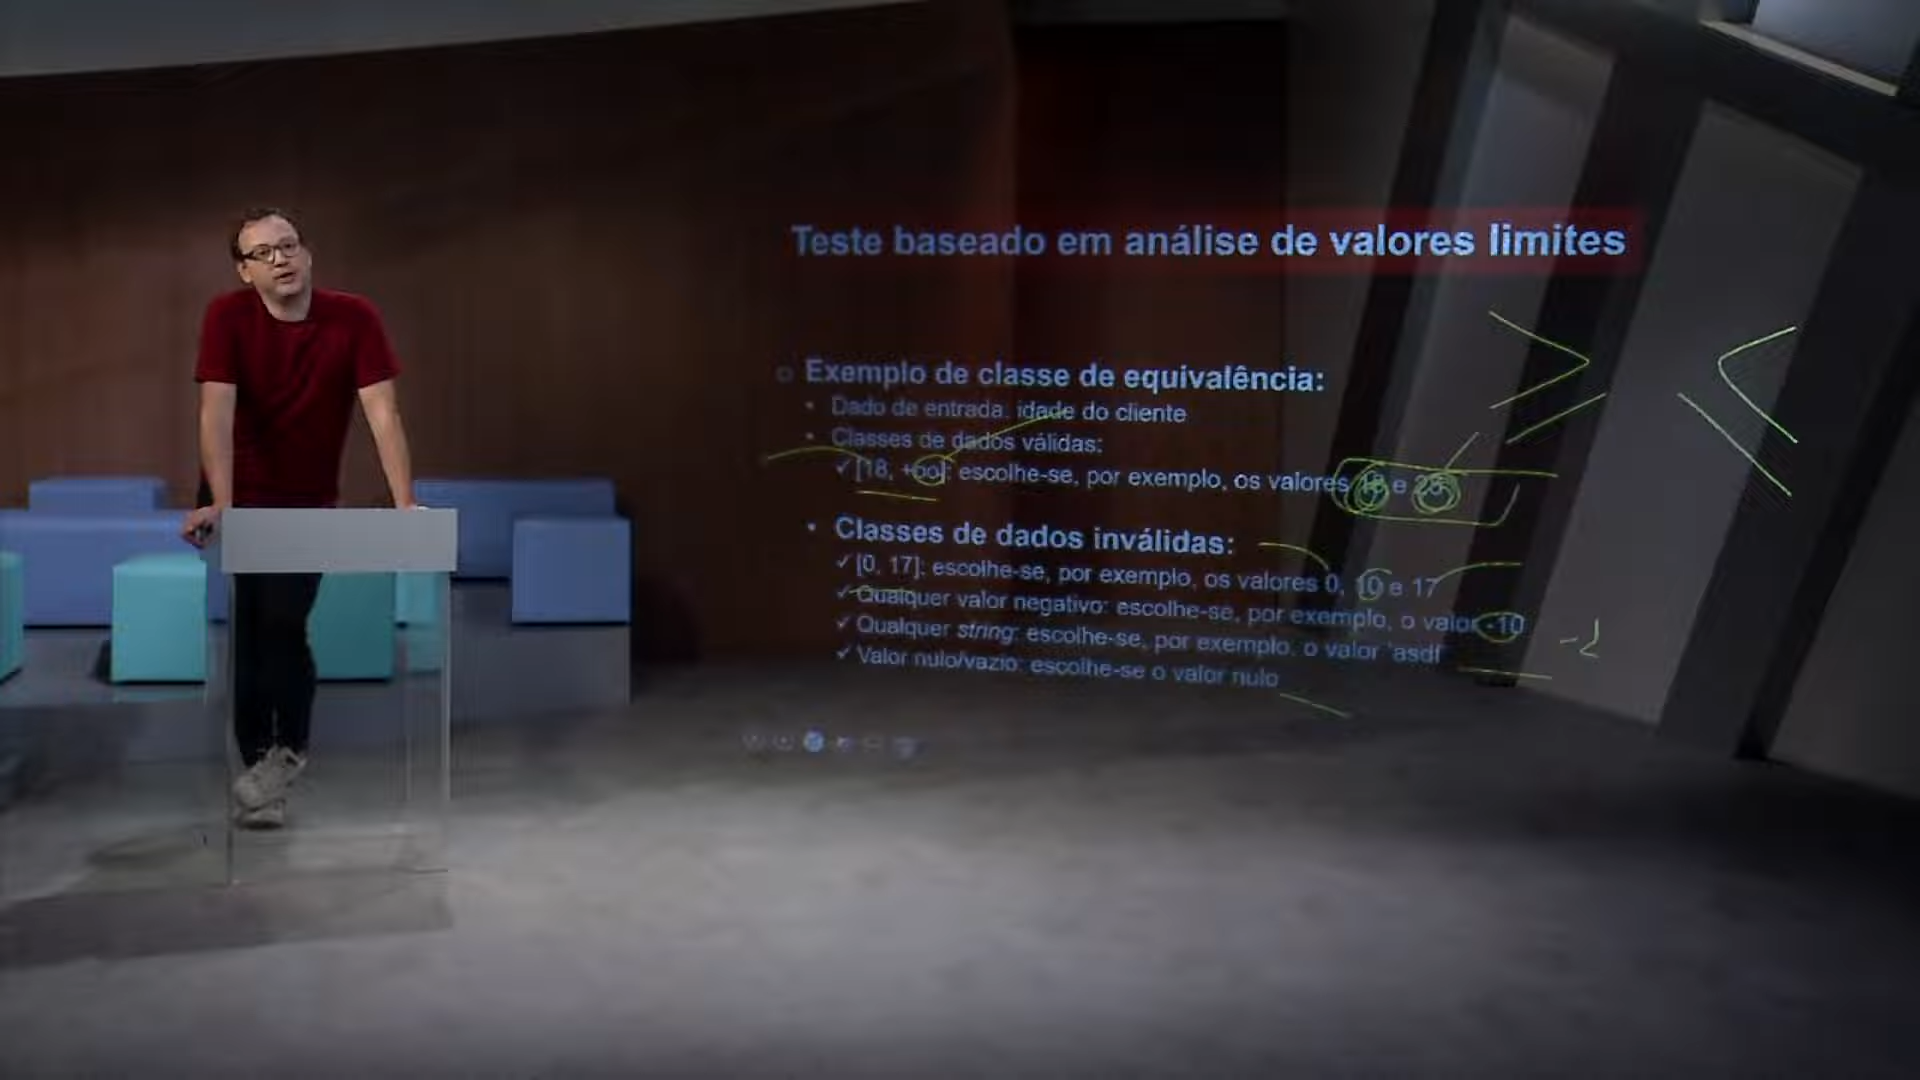 Teste baseado em análise de valores limites
Exemplo de classe de equivalência:
• Dado de entrada: idade do cliente
• Classes de dados válidas:
✓ [18, +oo]: escolhe-se, por exemplo, os valores 18 e 25
• Classes de dados inválidas:
✓ [0, 17]: escolhe-se, por exemplo, os valores 0, 10 e 17
✓ Qualquer valor negativo: escolhe-se, por exemplo, o valor -10
✓ Qualquer string: escolhe-se, por exemplo, o valor 'asdf'
✓ Valor nulo/vazio: escolhe-se o valor nulo